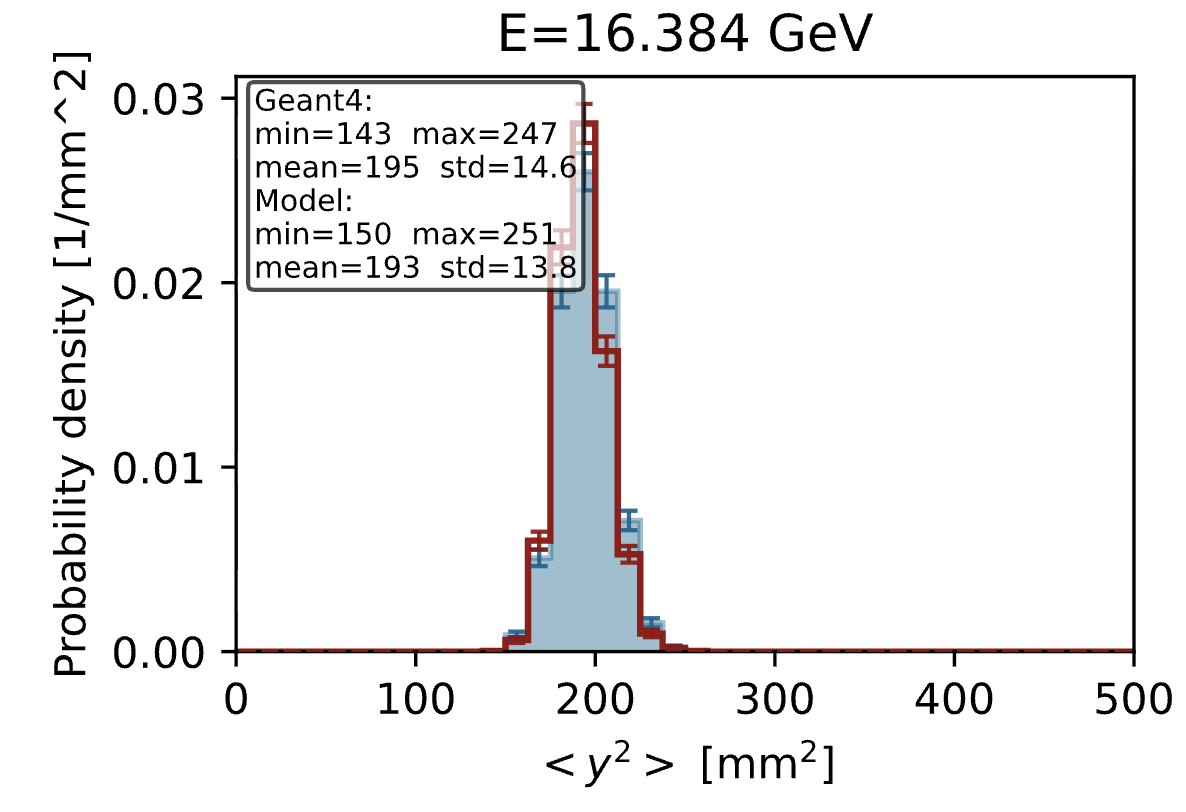 E=16.384 GeV
Probability density [1/mm^2]
0.03
0.02
0.01
0.00
Geant4:
min=143 max=247
mean=195 std=14.6
Model:
min=150 max=251
mean=193 std=13.8
0 100 200 300 400 500
<y²> [mm²]